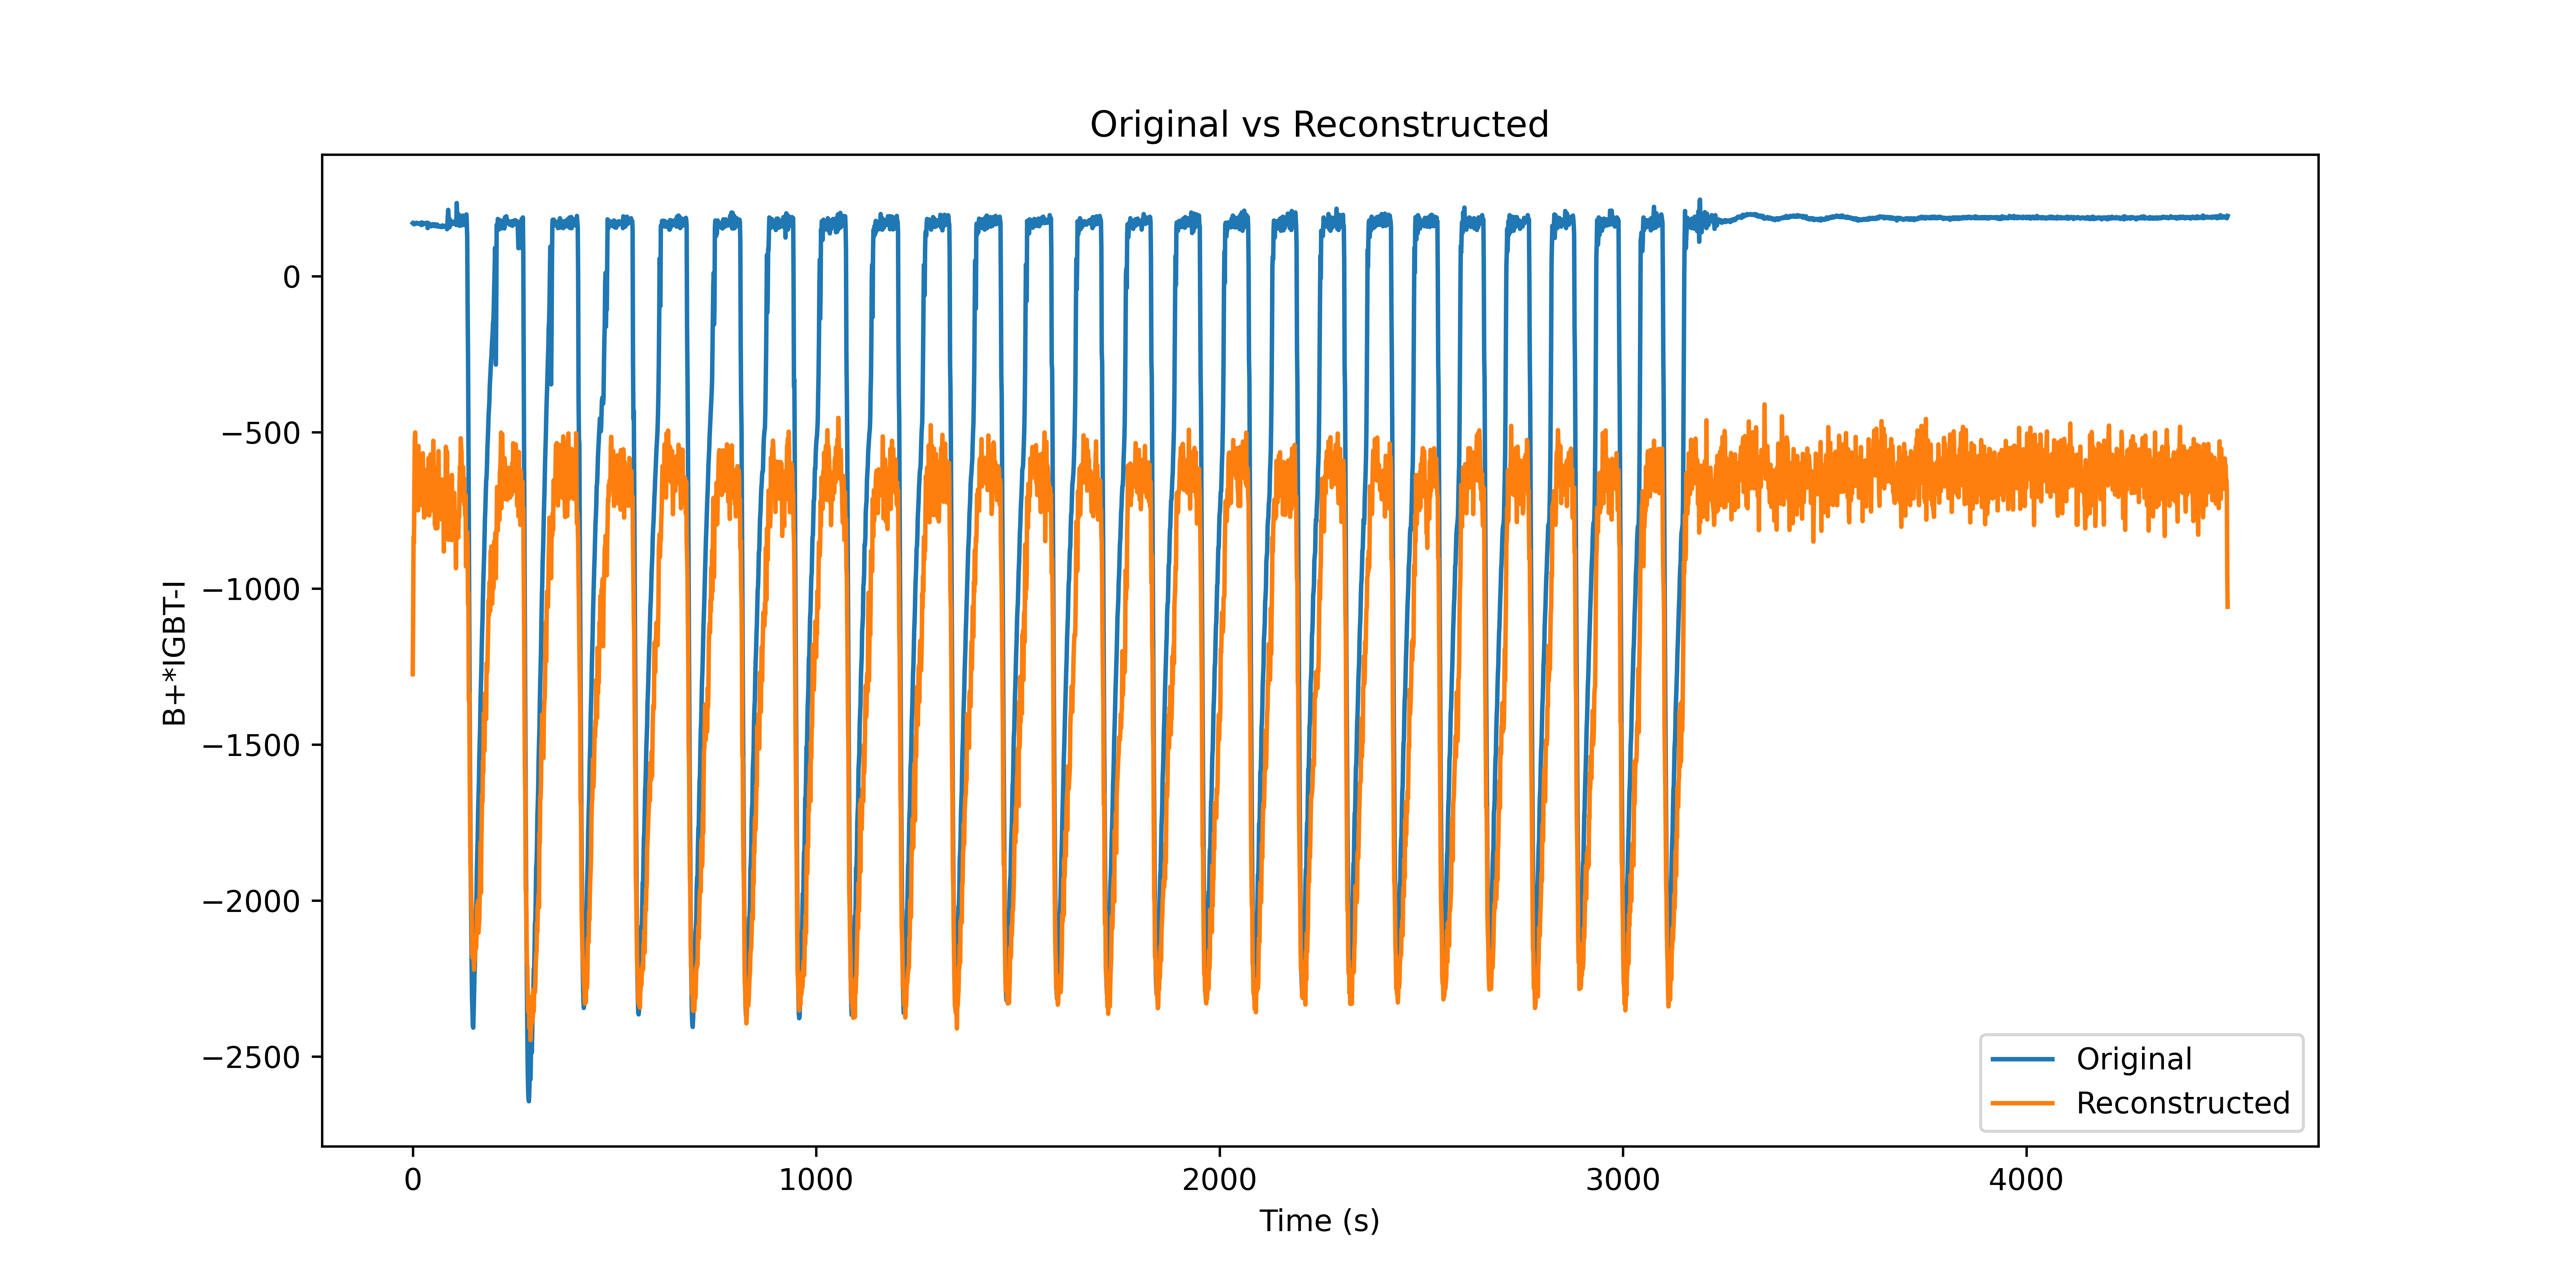 Original vs Reconstructed
B+*IGBT-I
0
−500
−1000
−1500
−2000
−2500
0 1000 2000 3000 4000
Time (s)
Original
Reconstructed